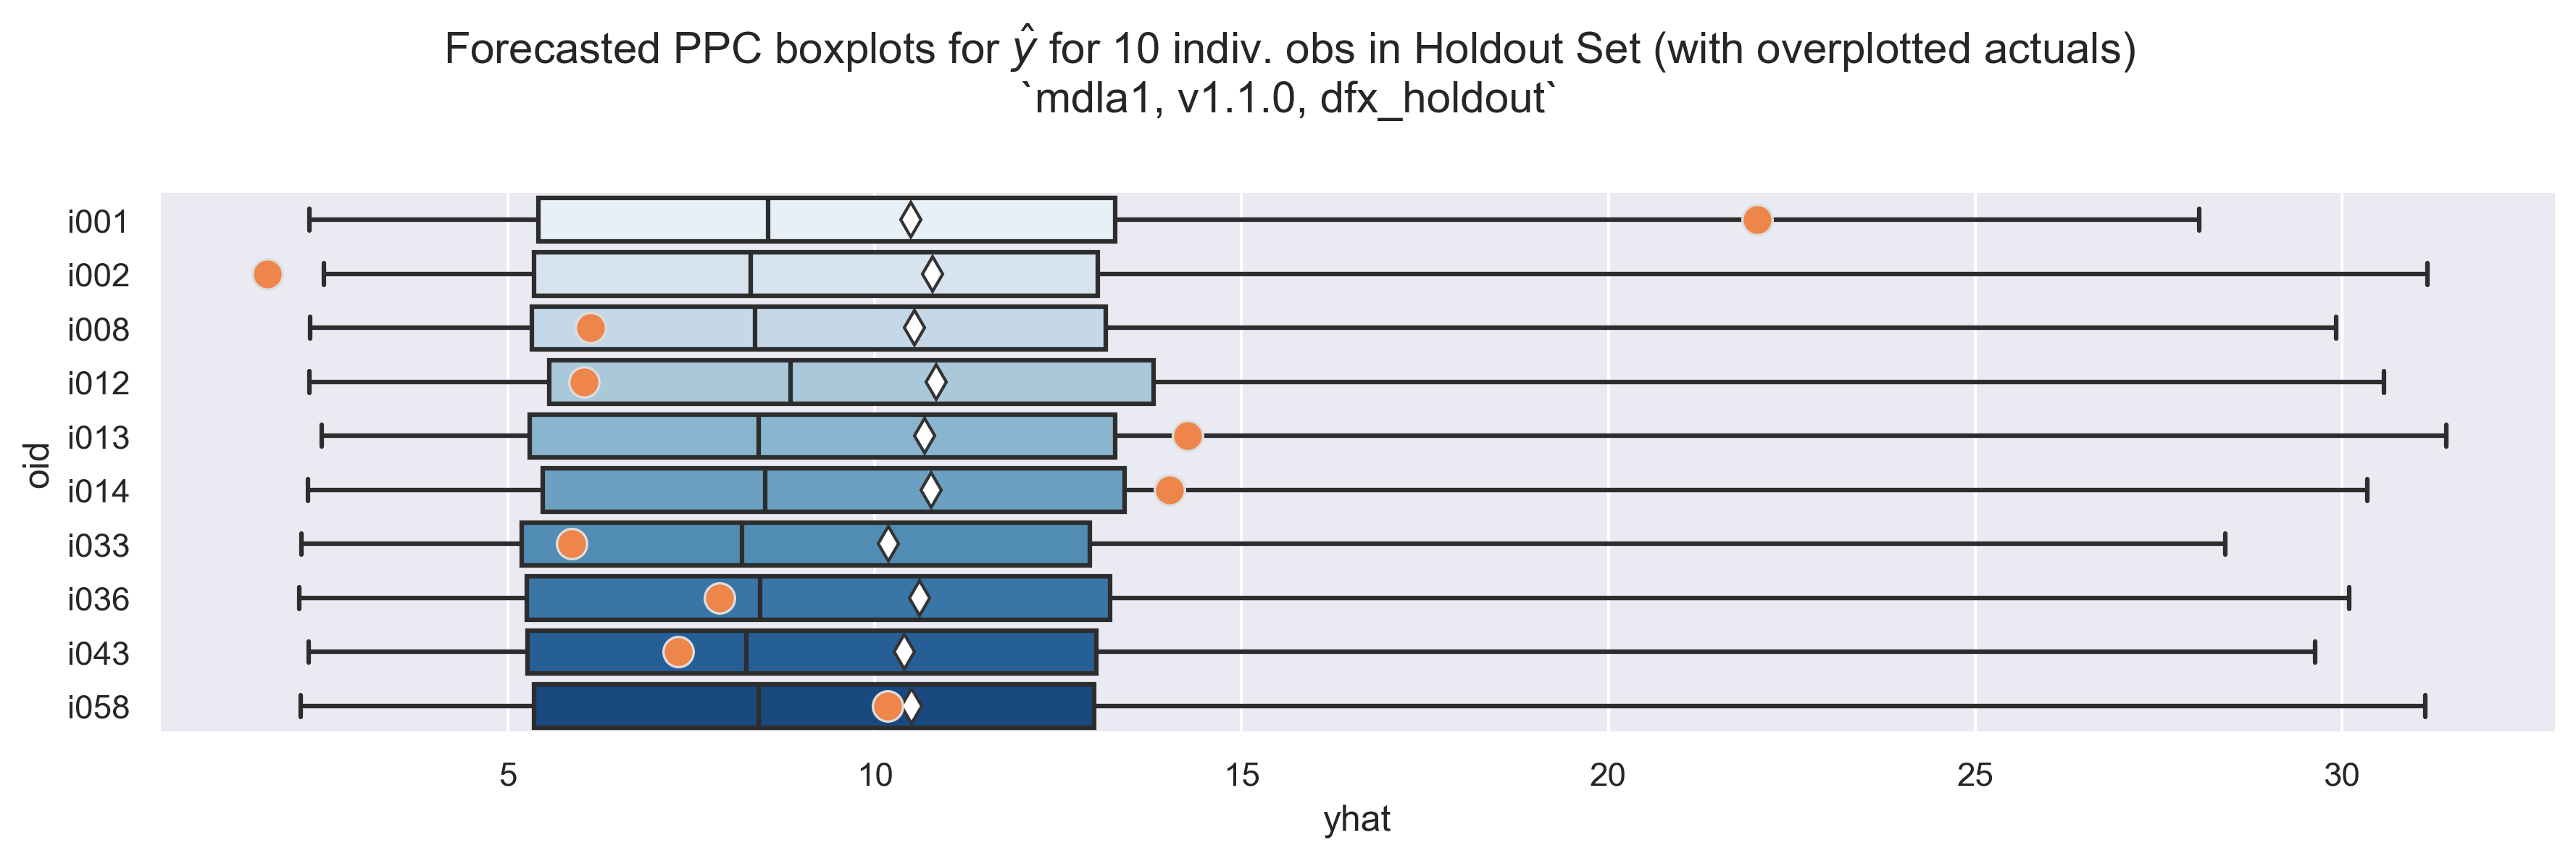 Forecasted PPC boxplots for ŷ for 10 indiv. obs in Holdout Set (with overplotted actuals)
`mdla1, v1.1.0, dfx_holdout`
oid
i001
i002
i008
i012
i013
i014
i033
i036
i043
i058
5 10 15 20 25 30
yhat